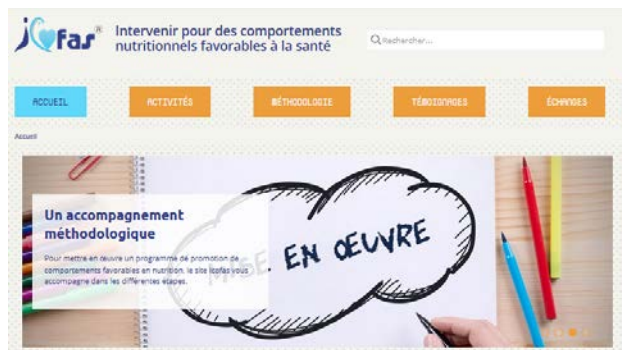 icofas®
Intervenir pour des comportements
nutritionnels favorables à la santé
Rechercher...
ACCUEIL
ACTIVITÉS
MÉTHODOLOGIE
TÉMOIGNAGES
ÉCHANGES
Accueil
Un accompagnement
méthodologique
Pour mettre en œuvre un programme de promotion de
comportements favorables en nutrition, le site icofas vous
accompagne dans les différentes étapes.
MISE EN ŒUVRE